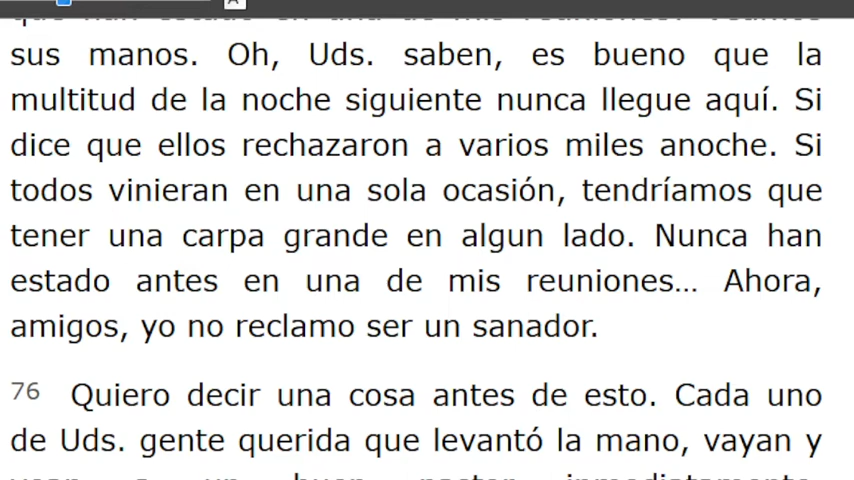 sus manos. Oh, Uds. saben, es bueno que la
multitud de la noche siguiente nunca llegue aquí. Si
dice que ellos rechazaron a varios miles anoche. Si
todos vinieran en una sola ocasión, tendríamos que
tener una carpa grande en algun lado. Nunca han
estado antes en una de mis reuniones... Ahora,
amigos, yo no reclamo ser un sanador.
76 Quiero decir una cosa antes de esto. Cada uno
de Uds. gente querida que levantó la mano, vayan y